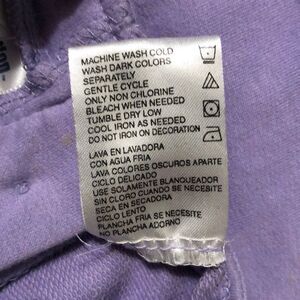 MACHINE WASH COLD
WASH DARK COLORS
SEPARATELY
GENTLE CYCLE
ONLY NON CHLORINE
BLEACH WHEN NEEDED
TUMBLE DRY LOW
COOL IRON AS NEEDED
DO NOT IRON ON DECORATION
LAVA EN LAVADORA
CON AGUA FRIA
LAVA COLORES OSCUROS APARTE
CICLO DELICADO
USE SOLAMENTE BLANQUEADOR
SIN CLORO CUANDO SE NECESITE
SECA EN SECADORA
CICLO LENTO
PLANCHA FRIA SE NECESITE
NO PLANCHA ADORNO